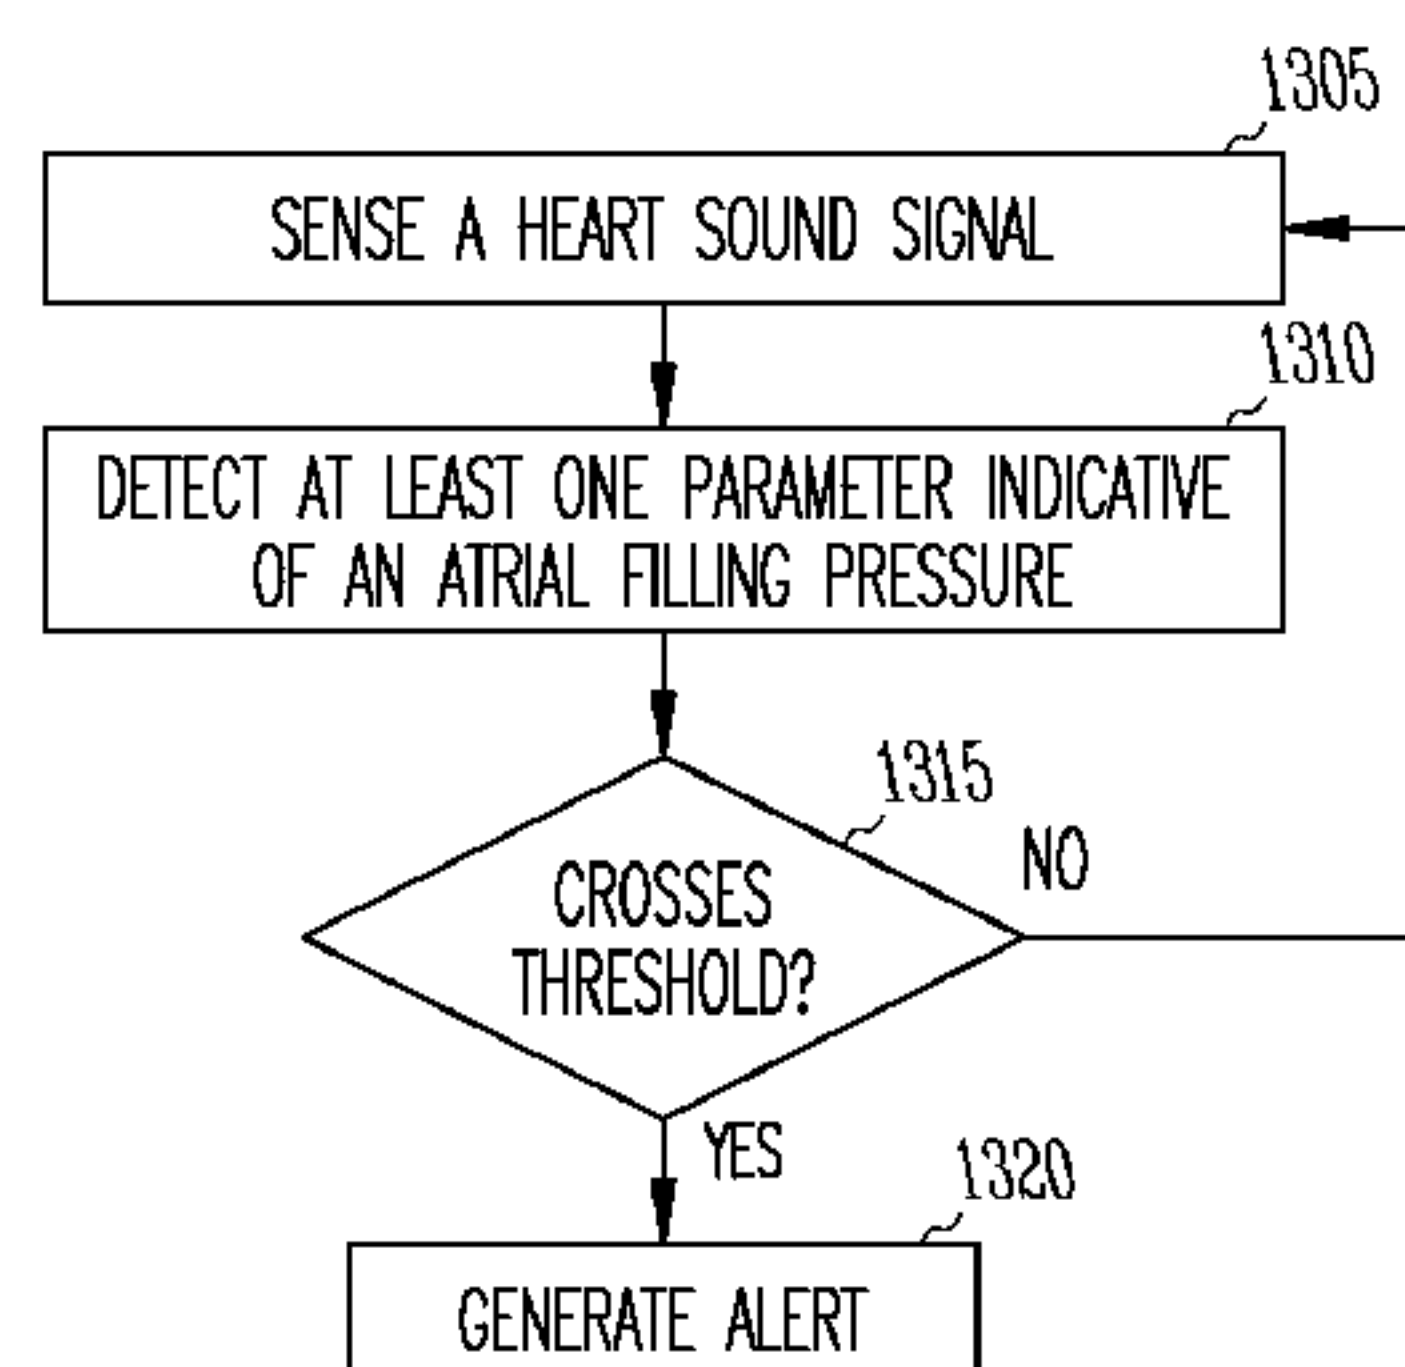 1305
SENSE A HEART SOUND SIGNAL
1310
DETECT AT LEAST ONE PARAMETER INDICATIVE
OF AN ATRIAL FILLING PRESSURE
1315
NO
CROSSES
THRESHOLD?
YES
1320
GENERATE ALERT